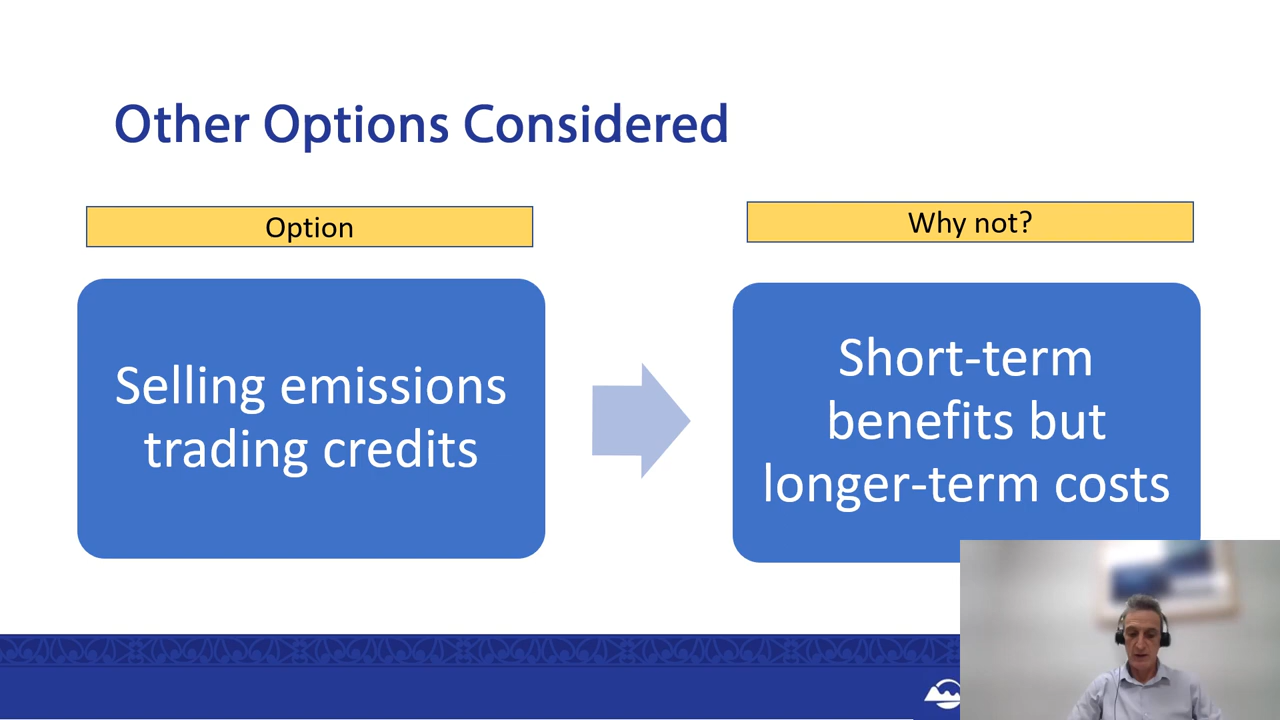 Other Options Considered
Option
Why not?
Selling emissions
trading credits
Short-term
benefits but
longer-term costs